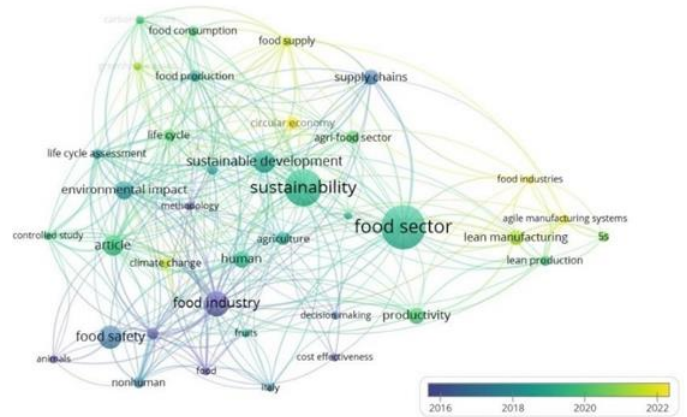 food consumption
food supply
food production
supply chains
circular economy
life cycle
agri-food sector
life cycle assessment
sustainable development
food industries
environmental impact
sustainability
methodology
agile manufacturing systems
food sector
controlled study
article
agriculture
lean manufacturing
5s
climate change
human
lean production
food industry
decision making
productivity
food safety
fruits
animals
food
cost effectiveness
nonhuman
italy
2016
2018
2020
2022